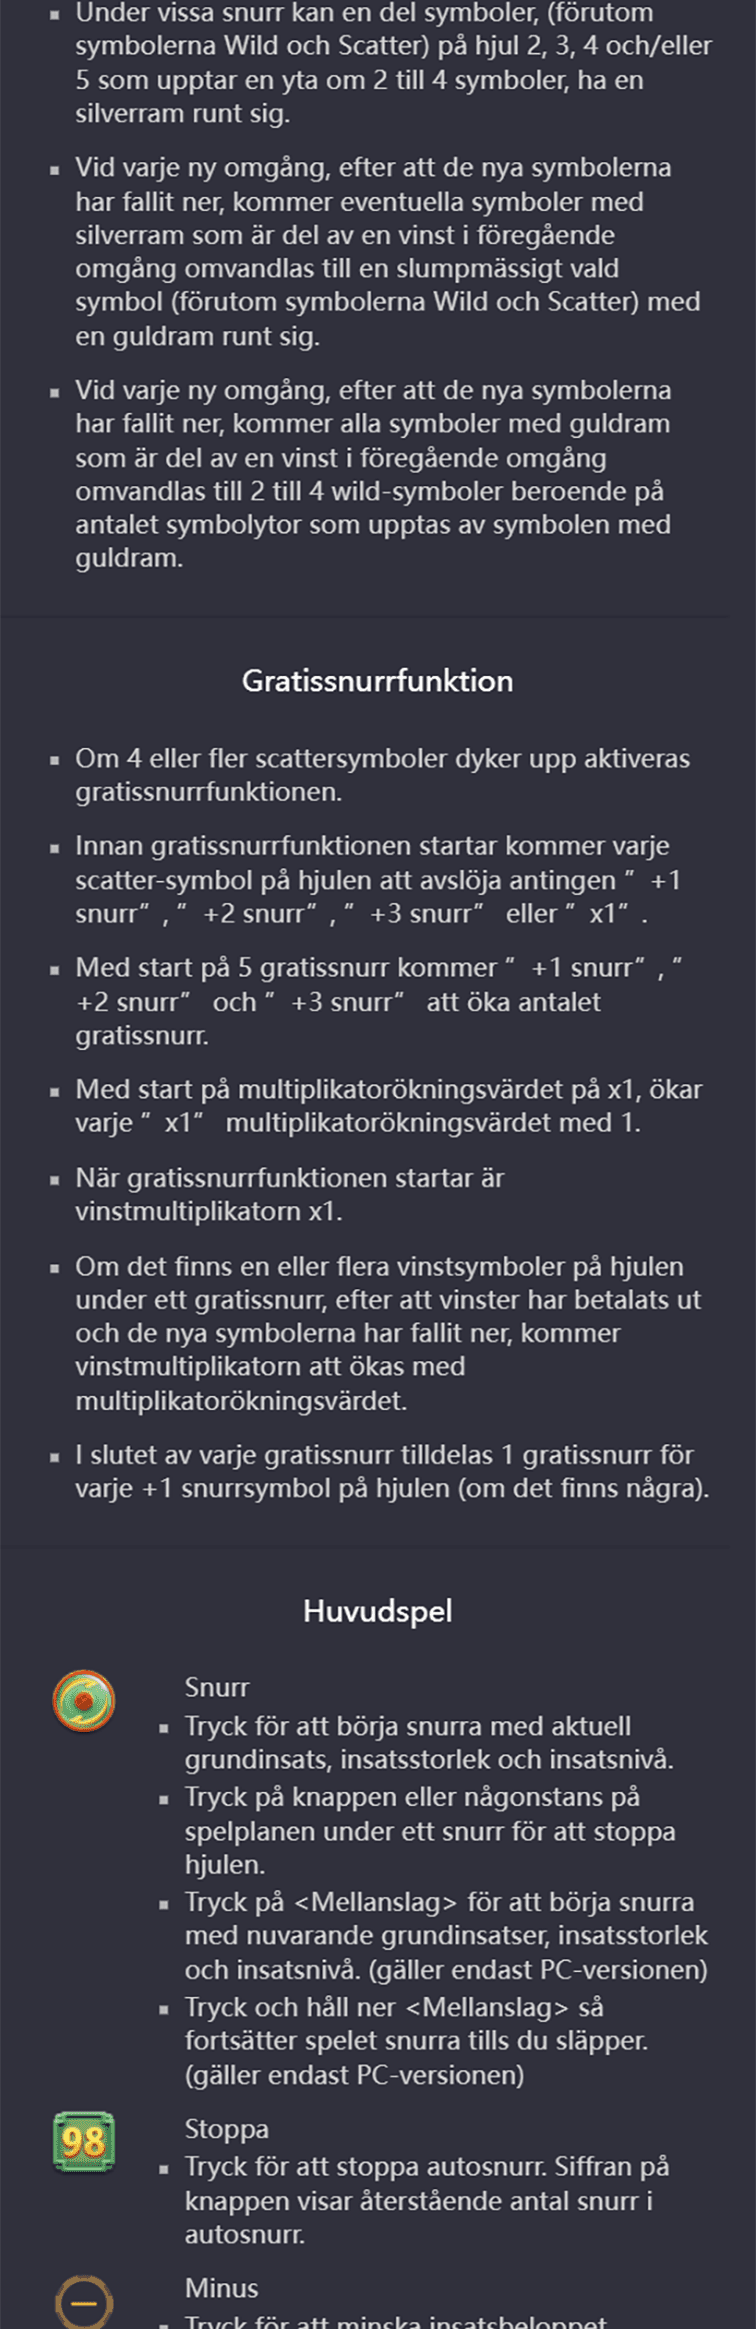 ▪ Under vissa snurr kan en del symboler, (förutom
symbolerna Wild och Scatter) på hjul 2, 3, 4 och/eller
5 som upptar en yta om 2 till 4 symboler, ha en
silverram runt sig.
▪ Vid varje ny omgång, efter att de nya symbolerna
har fallit ner, kommer eventuella symboler med
silverram som är del av en vinst i föregående
omgång omvandlas till en slumpmässigt vald
symbol (förutom symbolerna Wild och Scatter) med
en guldram runt sig.
▪ Vid varje ny omgång, efter att de nya symbolerna
har fallit ner, kommer alla symboler med guldram
som är del av en vinst i föregående omgång
omvandlas till 2 till 4 wild-symboler beroende på
antalet symbolytor som upptas av symbolen med
guldram.
Gratissnurrfunktion
▪ Om 4 eller fler scattersymboler dyker upp aktiveras
gratissnurrfunktionen.
▪ Innan gratissnurrfunktionen startar kommer varje
scatter-symbol på hjulen att avslöja antingen ” +1
snurr” , ” +2 snurr” , ” +3 snurr” eller ” x1” .
▪ Med start på 5 gratissnurr kommer ” +1 snurr” , ”
+2 snurr” och ” +3 snurr” att öka antalet
gratissnurr.
▪ Med start på multiplikatorökningsvärdet på x1, ökar
varje ” x1” multiplikatorökningsvärdet med 1.
▪ När gratissnurrfunktionen startar är
vinstmultiplikatorn x1.
▪ Om det finns en eller flera vinstsymboler på hjulen
under ett gratissnurr, efter att vinster har betalats ut
och de nya symbolerna har fallit ner, kommer
vinstmultiplikatorn att ökas med
multiplikatorökningsvärdet.
▪ I slutet av varje gratissnurr tilldelas 1 gratissnurr för
varje +1 snurrsymbol på hjulen (om det finns några).
Huvudspel
Snurr
▪ Tryck för att börja snurra med aktuell
grundinsats, insatsstorlek och insatsnivå.
▪ Tryck på knappen eller någonstans på
spelplanen under ett snurr för att stoppa
hjulen.
▪ Tryck på <Mellanslag> för att börja snurra
med nuvarande grundinsatser, insatsstorlek
och insatsnivå. (gäller endast PC-versionen)
▪ Tryck och håll ner <Mellanslag> så
fortsätter spelet snurra tills du släpper.
(gäller endast PC-versionen)
98
Stoppa
▪ Tryck för att stoppa autosnurr. Siffran på
knappen visar återstående antal snurr i
autosnurr.
Minus
▪ Tryck för att minska insatsbeloppet